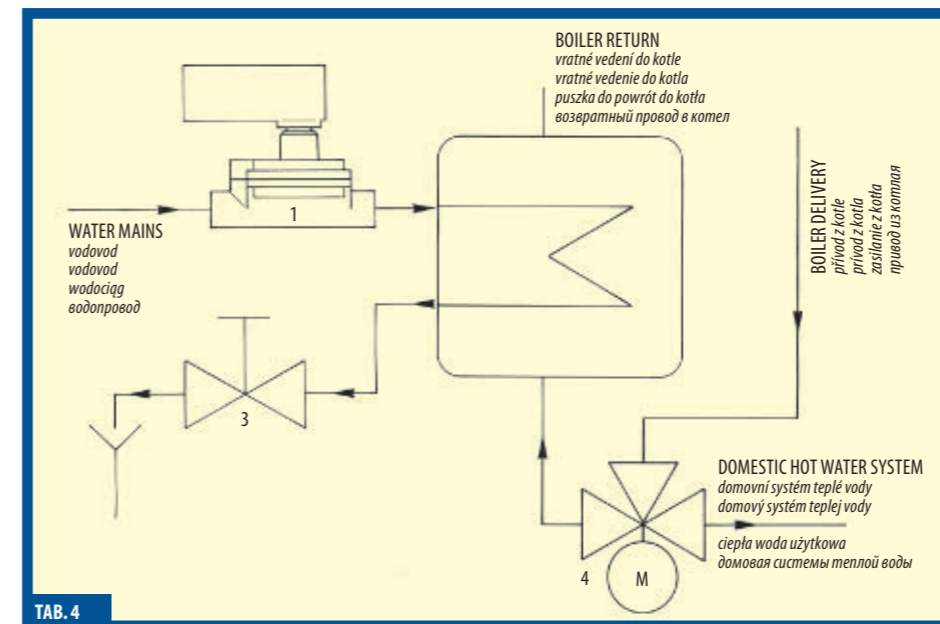 BOILER RETURN
vratné vedení do kotle
vratné vedenie do kotla
puszka do powrót do kotła
возвратный провод в котел
1
WATER MAINS
vodovod
vodovod
wodociąg
водопровод
BOILER DELIVERY
přívod z kotle
prívod z kotla
zasilanie z kotła
привод из котлая
3
DOMESTIC HOT WATER SYSTEM
domovní systém teplé vody
domový systém teplej vody
ciepła woda użytkowa
домовая системы теплой воды
4
M
TAB. 4